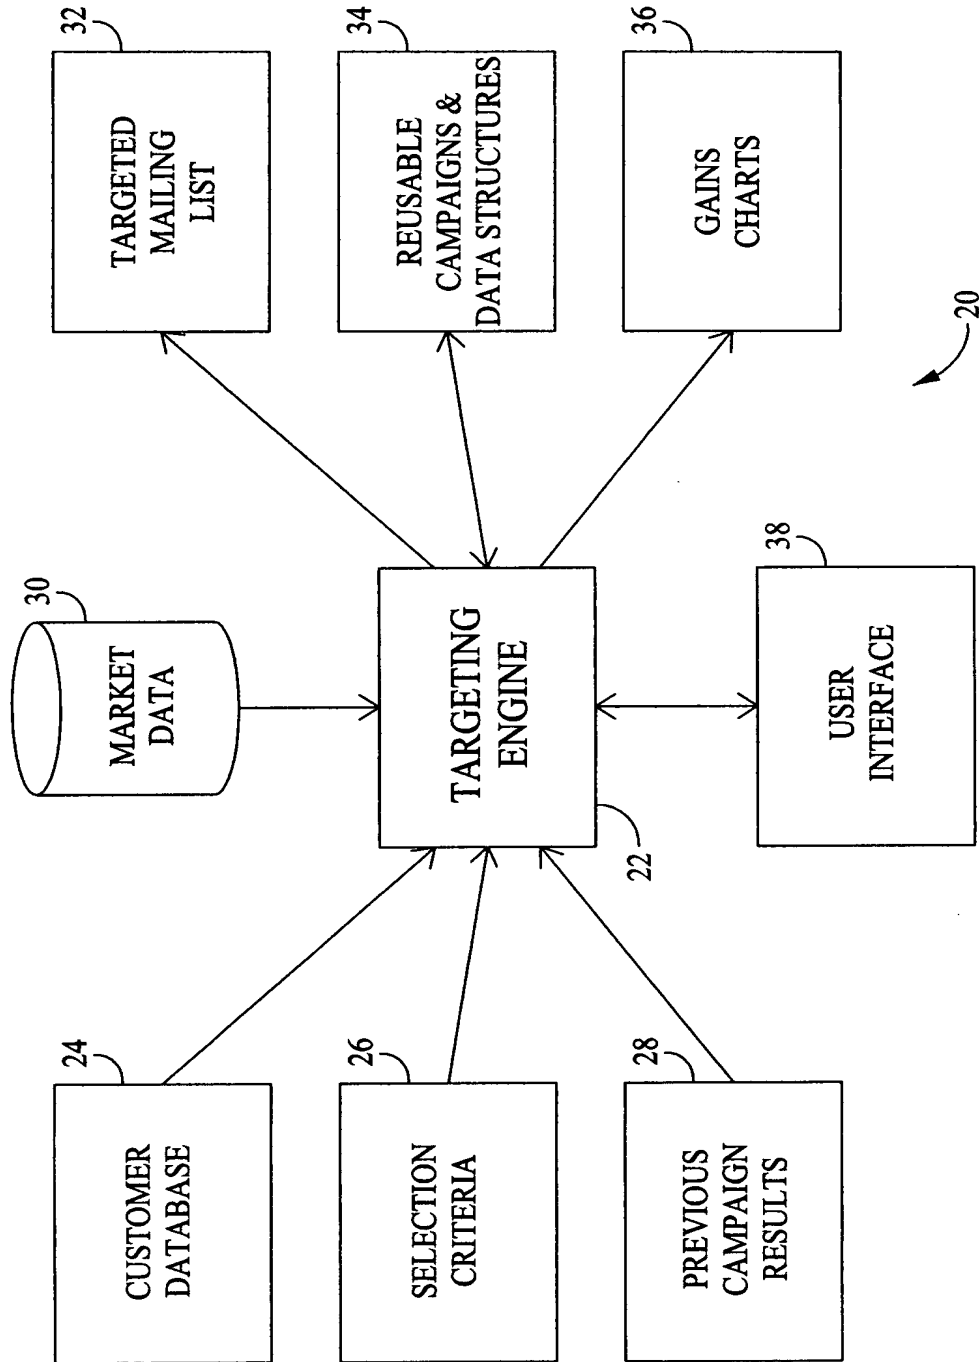 32
TARGETED
MAILING
LIST
34
REUSABLE
CAMPAIGNS &
DATA STRUCTURES
36
GAINS
CHARTS
30
MARKET
DATA
TARGETING
ENGINE
22
38
USER
INTERFACE
20
24
CUSTOMER
DATABASE
26
SELECTION
CRITERIA
28
PREVIOUS
CAMPAIGN
RESULTS